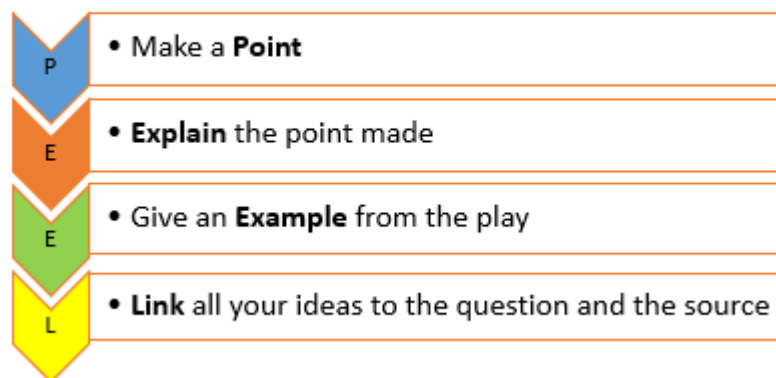 P • Make a Point
E • Explain the point made
E • Give an Example from the play
L • Link all your ideas to the question and the source